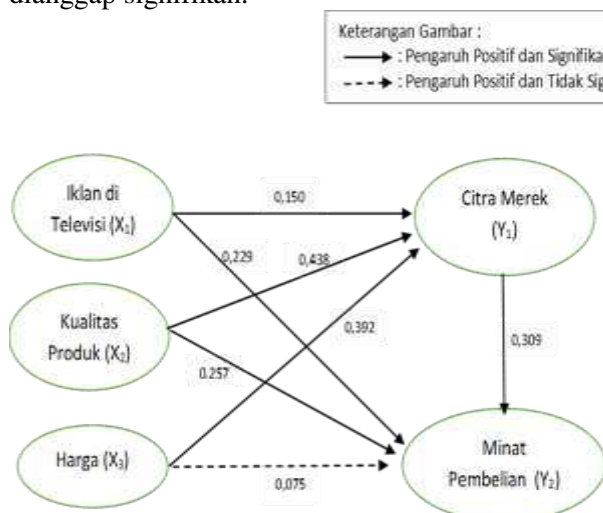 dianggap signifikan.
Keterangan Gambar :
: Pengaruh Positif dan Signifika
: Pengaruh Positif dan Tidak Sig
Iklan di
Televisi (X₁)
0,150
Citra Merek
(Y₁)
0,229
0,438
Kualitas
Produk (X₂)
0,392
0,309
0.257
Harga (X₃)
0,075
Minat
Pembelian (Y₂)